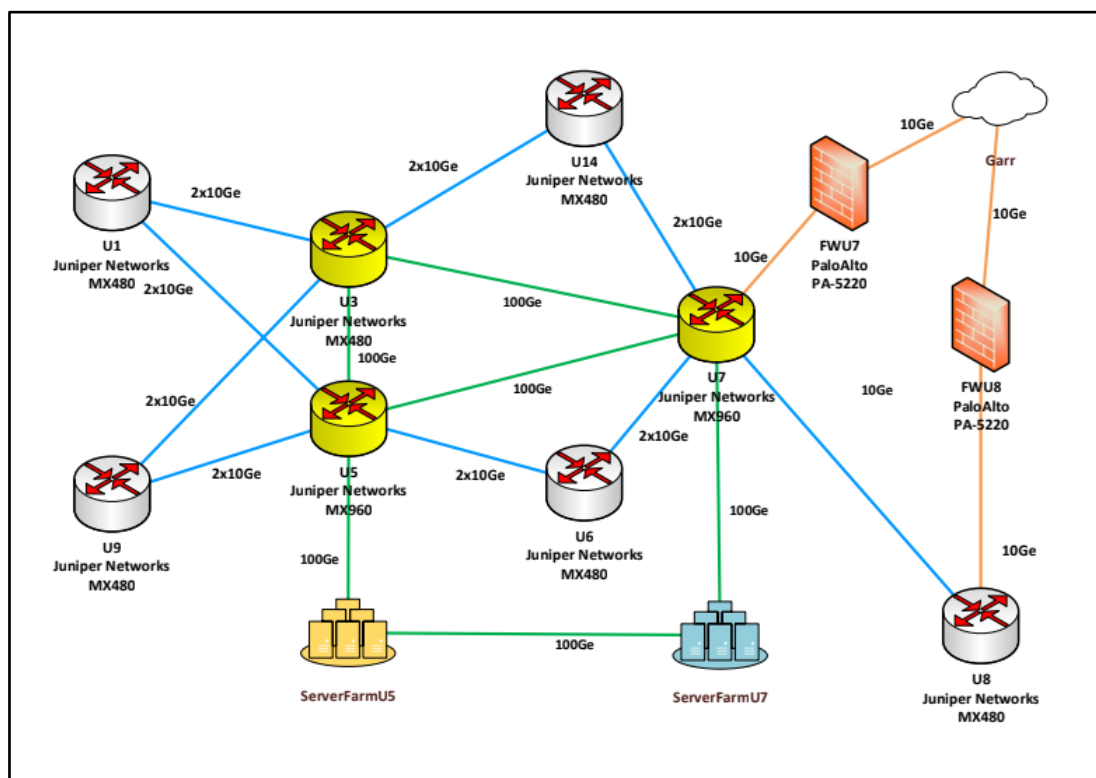 U14
Juniper Networks
MX480
10Ge
Garr
2x10Ge
U1
Juniper Networks
MX480
2x10Ge
2x10Ge
U3
Juniper Networks
MX480
2x10Ge
10Ge
FWU7
PaloAlto
PA-5220
10Ge
10Ge
100Ge
100Ge
U7
Juniper Networks
MX960
FWU8
PaloAlto
PA-5220
100Ge
10Ge
2x10Ge
U5
Juniper Networks
MX960
2x10Ge
2x10Ge
2x10Ge
U9
Juniper Networks
MX480
U6
Juniper Networks
MX480
100Ge
100Ge
10Ge
100Ge
ServerFarmU5
ServerFarmU7
U8
Juniper Networks
MX480